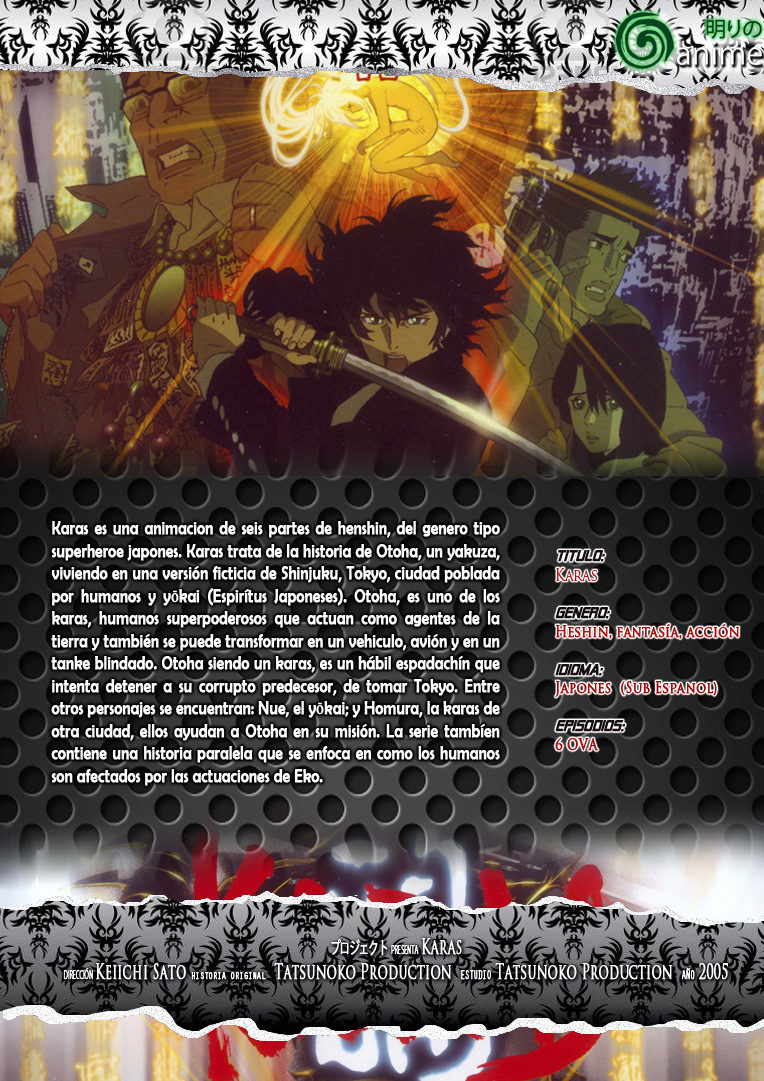 明りの
anime
Karas es una animacion de seis partes de henshin, del genero tipo
superheroe japones. Karas trata de la historia de Otoha, un yakuza,
viviendo en una versión ficticia de Shinjuku, Tokyo, ciudad poblada
por humanos y yōkai (Espirítus Japoneses). Otoha, es uno de los
karas, humanos superpoderosos que actuan como agentes de la
tierra y también se puede transformar en un vehiculo, avión y en un
tanke blindado. Otoha siendo un karas, es un hábil espadachín que
intenta detener a su corrupto predecesor, de tomar Tokyo. Entre
otros personajes se encuentran: Nue, el yōkai; y Homura, la karas de
otra ciudad, ellos ayudan a Otoha en su misión. La serie tambíen
contiene una historia paralela que se enfoca en como los humanos
son afectados por las actuaciones de Eko.
TITULO:
Karas
GENERO:
Heshin, fantasía, acción
IDIOMA:
Japones (Sub Espanol)
EPISODIOS:
6 OVA
プロジェクト PRESENTA KARAS
DIRECCIÓN KEIICHI SATO HISTORIA ORIGINAL TATSUNOKO PRODUCTION ESTUDIO TATSUNOKO PRODUCTION AÑO 2005